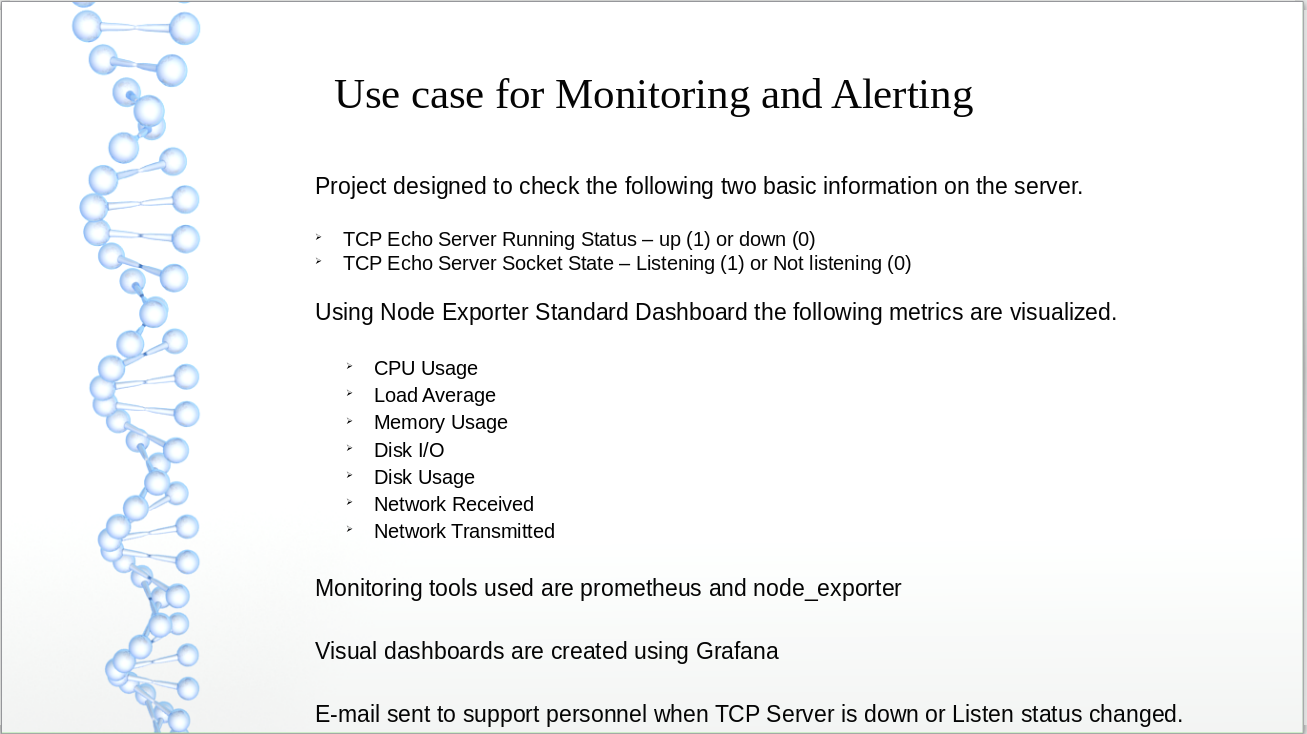 Use case for Monitoring and Alerting
Project designed to check the following two basic information on the server.
TCP Echo Server Running Status – up (1) or down (0)
TCP Echo Server Socket State – Listening (1) or Not listening (0)
Using Node Exporter Standard Dashboard the following metrics are visualized.
CPU Usage
Load Average
Memory Usage
Disk I/O
Disk Usage
Network Received
Network Transmitted
Monitoring tools used are prometheus and node_exporter
Visual dashboards are created using Grafana
E-mail sent to support personnel when TCP Server is down or Listen status changed.